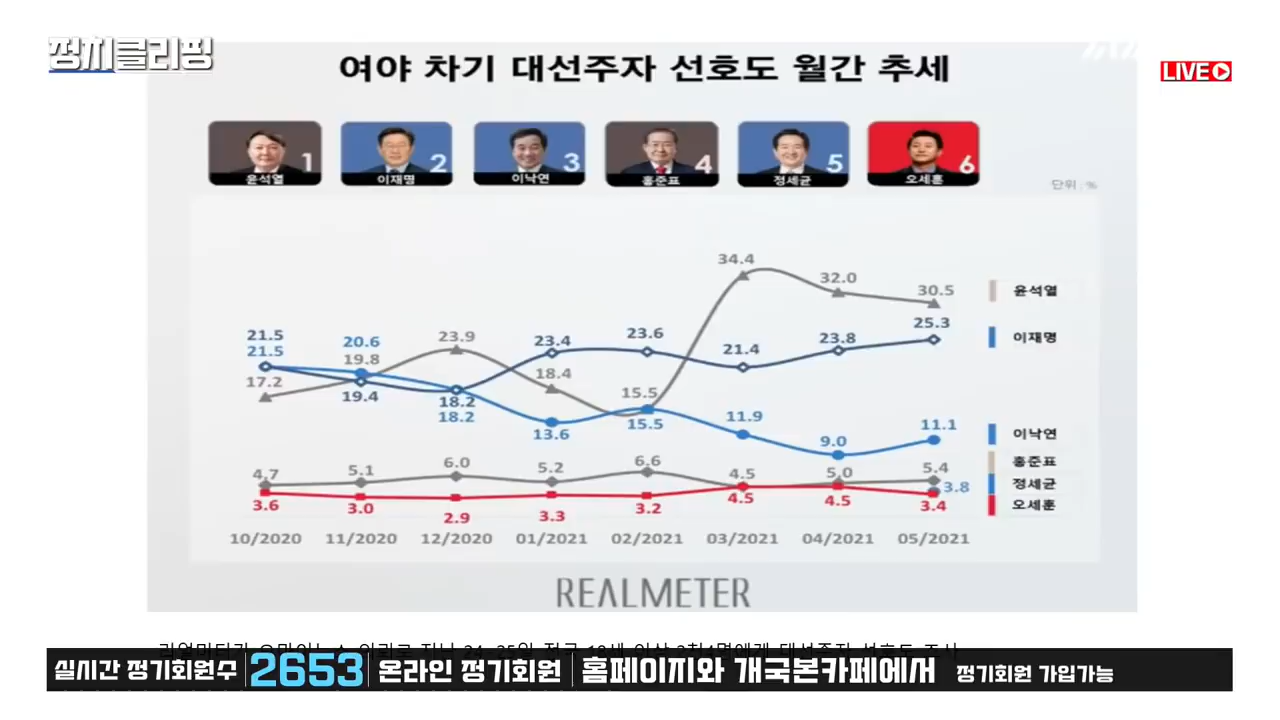 정치클리핑
LIVE
여야 차기 대선주자 선호도 월간 추세
1 2 3 4 5 6
윤석열 이재명 이낙연 홍준표 정세균 오세훈
단위 : %
34.4 32.0 30.5 윤석열
21.5 20.6 23.9 23.4 23.6 21.4 23.8 25.3 이재명
21.5 19.8 18.4 15.5
17.2 19.4 18.2 13.6 15.5 11.9 9.0 11.1 이낙연
18.2
4.7 5.1 6.0 5.2 6.6 4.5 5.0 5.4 홍준표
3.8 정세균
3.6 3.0 2.9 3.3 3.2 4.5 4.5 3.4 오세훈
10/2020 11/2020 12/2020 01/2021 02/2021 03/2021 04/2021 05/2021
REALMETER
실시간 정기회원수 2653 온라인 정기회원 홈페이지와 개국본카페에서 정기회원 가입가능